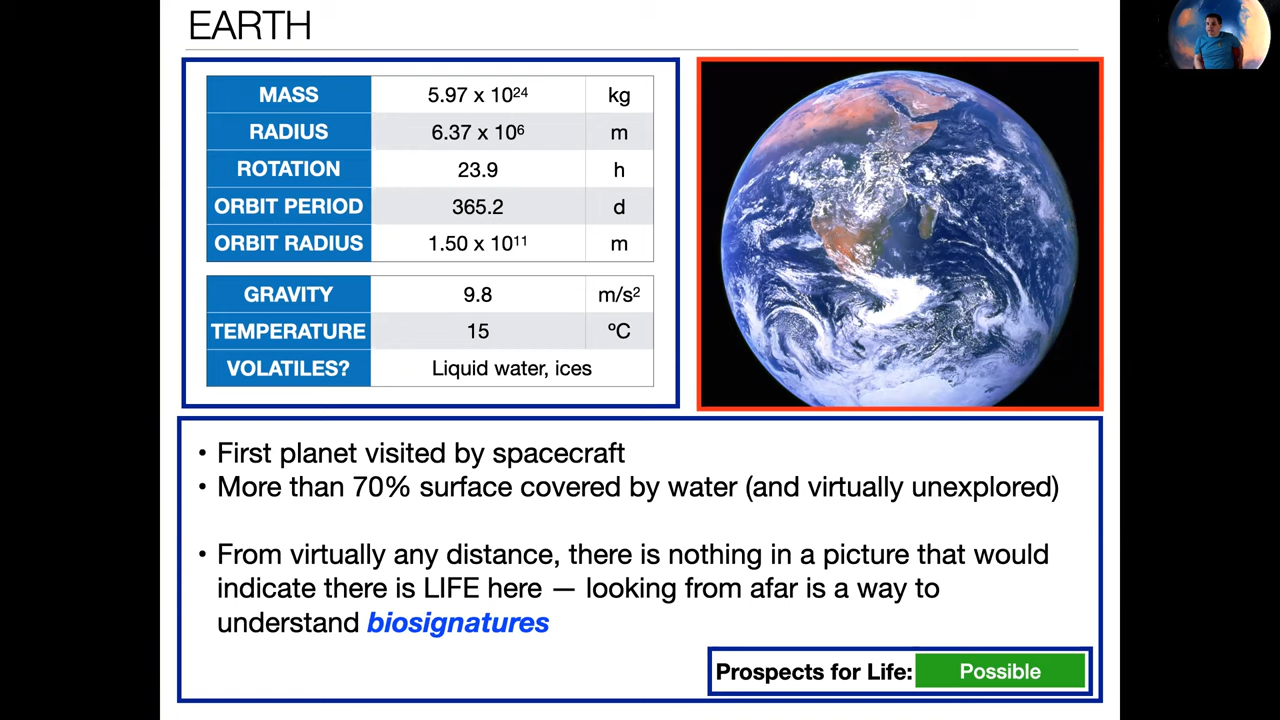 EARTH
MASS 5.97 x 10²⁴ kg
RADIUS 6.37 x 10⁶ m
ROTATION 23.9 h
ORBIT PERIOD 365.2 d
ORBIT RADIUS 1.50 x 10¹¹ m
GRAVITY 9.8 m/s²
TEMPERATURE 15 ºC
VOLATILES? Liquid water, ices
• First planet visited by spacecraft
• More than 70% surface covered by water (and virtually unexplored)
• From virtually any distance, there is nothing in a picture that would
indicate there is LIFE here — looking from afar is a way to
understand biosignatures
Prospects for Life: Possible